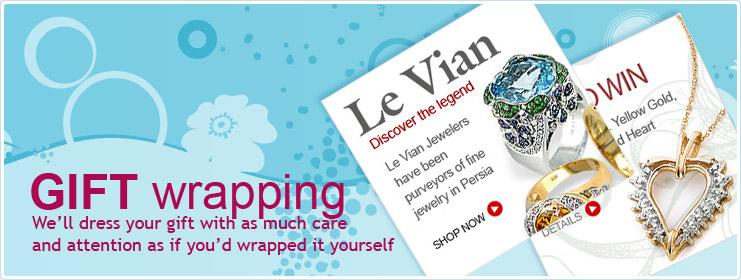 GIFT wrapping
We'll dress your gift with as much care
and attention as if you'd wrapped it yourself
Le Vian
Discover the legend
Le Vian Jewelers
have been
purveyors of fine
jewelry in Persia
SHOP NOW
WIN
Yellow Gold,
Heart
DETAILS